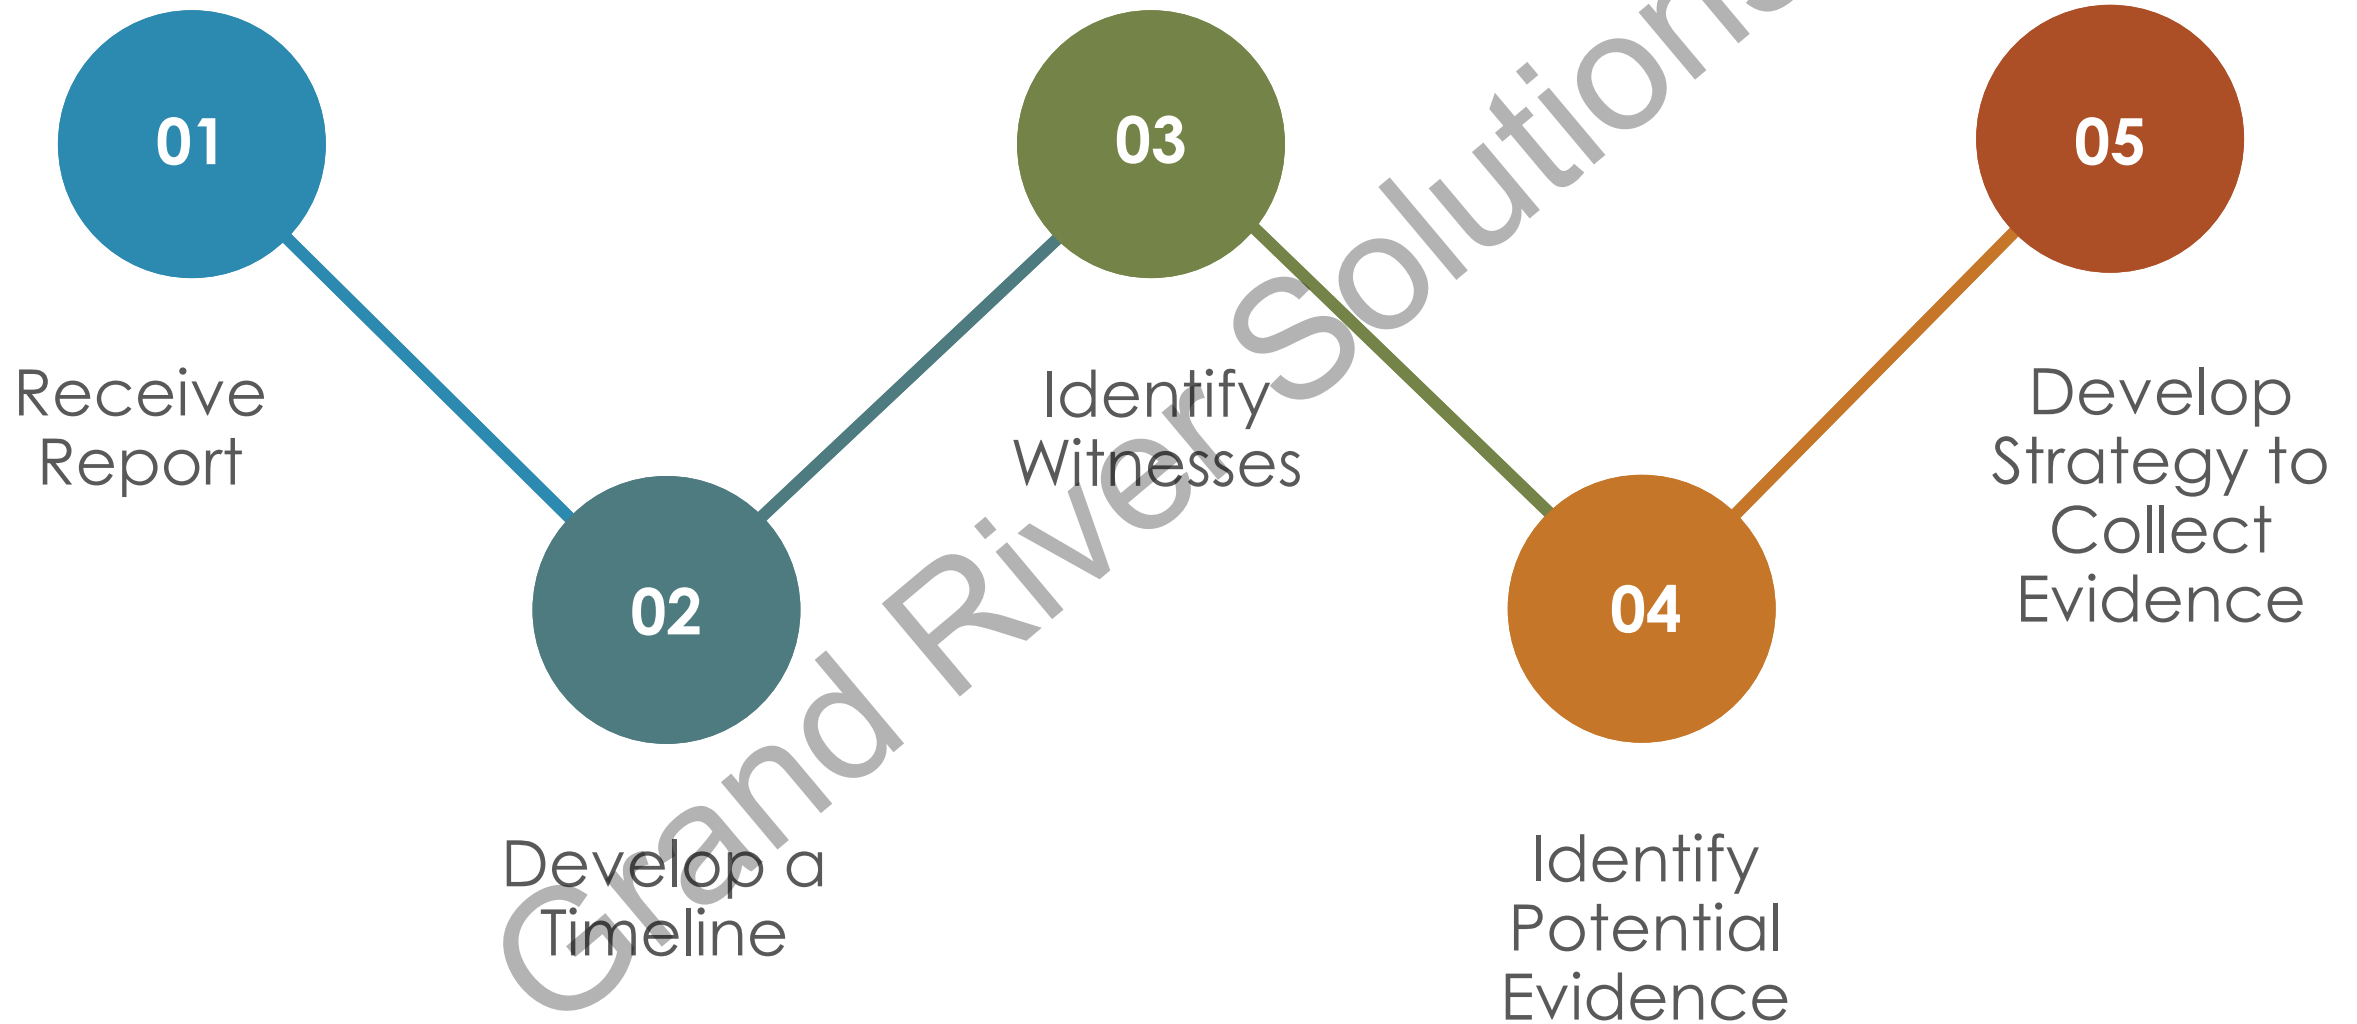 01
Receive
Report
02
Develop a
Timeline
03
Identify
Witnesses
04
Identify
Potential
Evidence
05
Develop
Strategy to
Collect
Evidence
Grand River Solutions